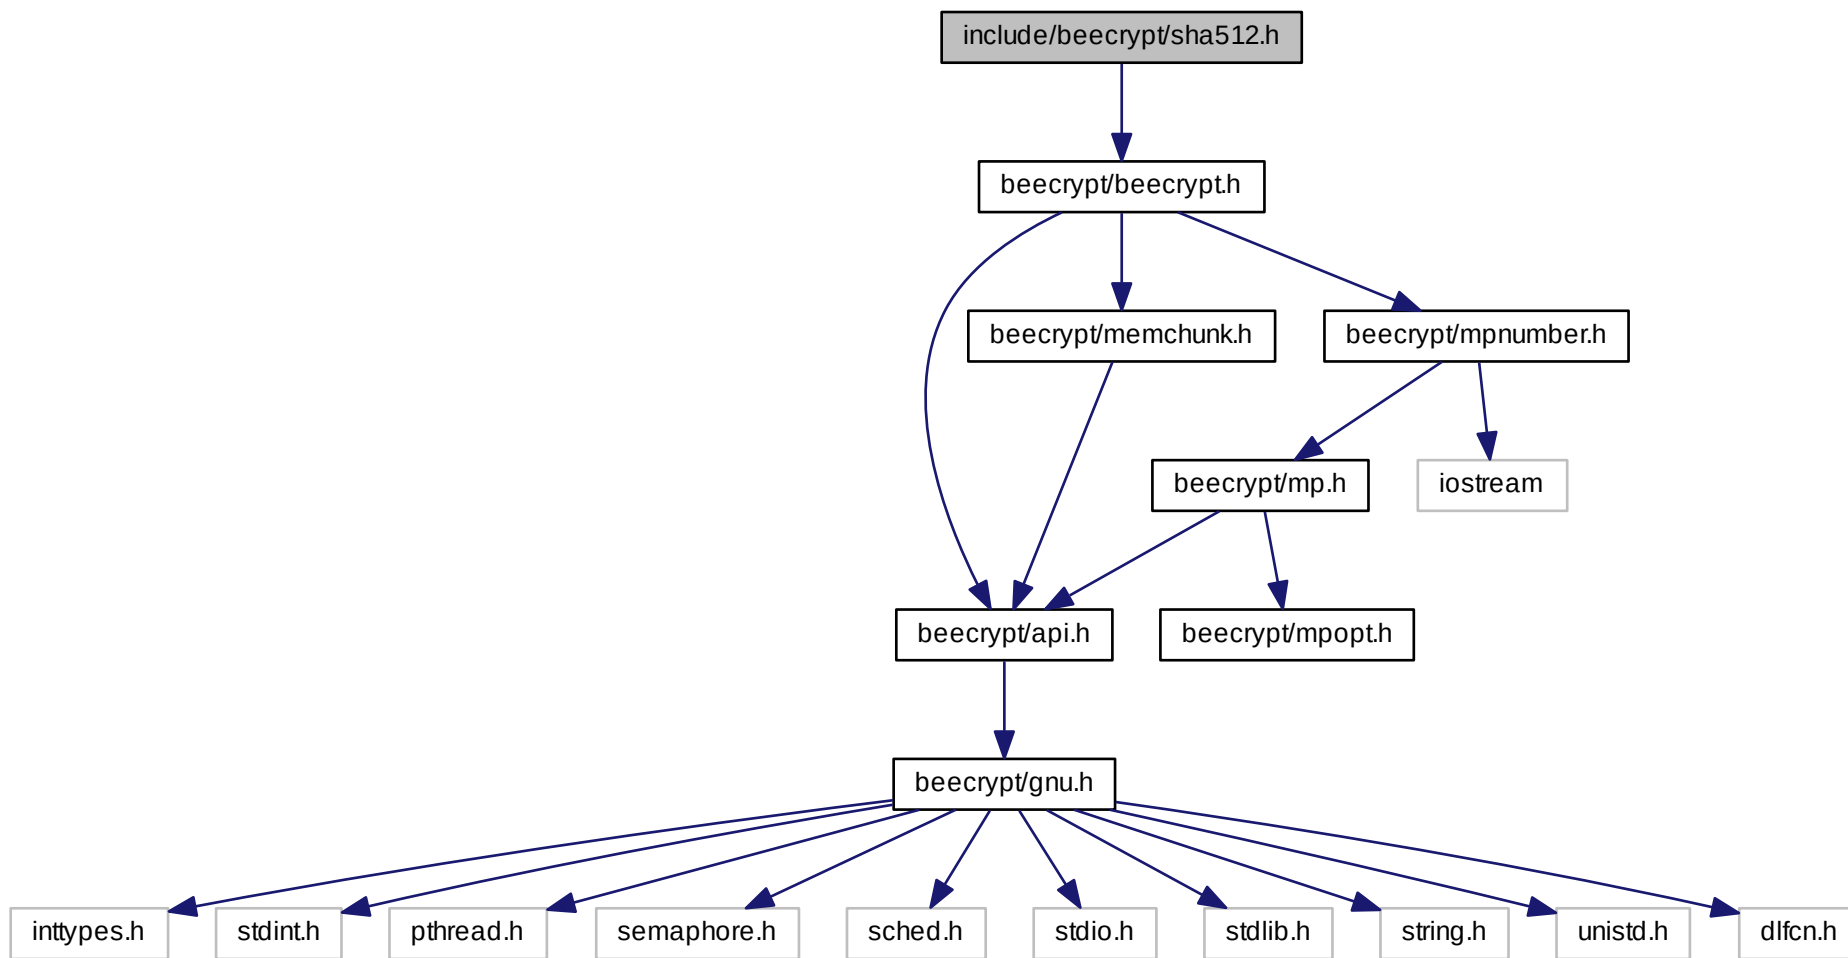 include/beecrypt/sha512.h
beecrypt/beecrypt.h
beecrypt/memchunk.h
beecrypt/mpnumber.h
beecrypt/mp.h
iostream
beecrypt/api.h
beecrypt/mpopt.h
beecrypt/gnu.h
inttypes.h
stdint.h
pthread.h
semaphore.h
sched.h
stdio.h
stdlib.h
string.h
unistd.h
dlfcn.h